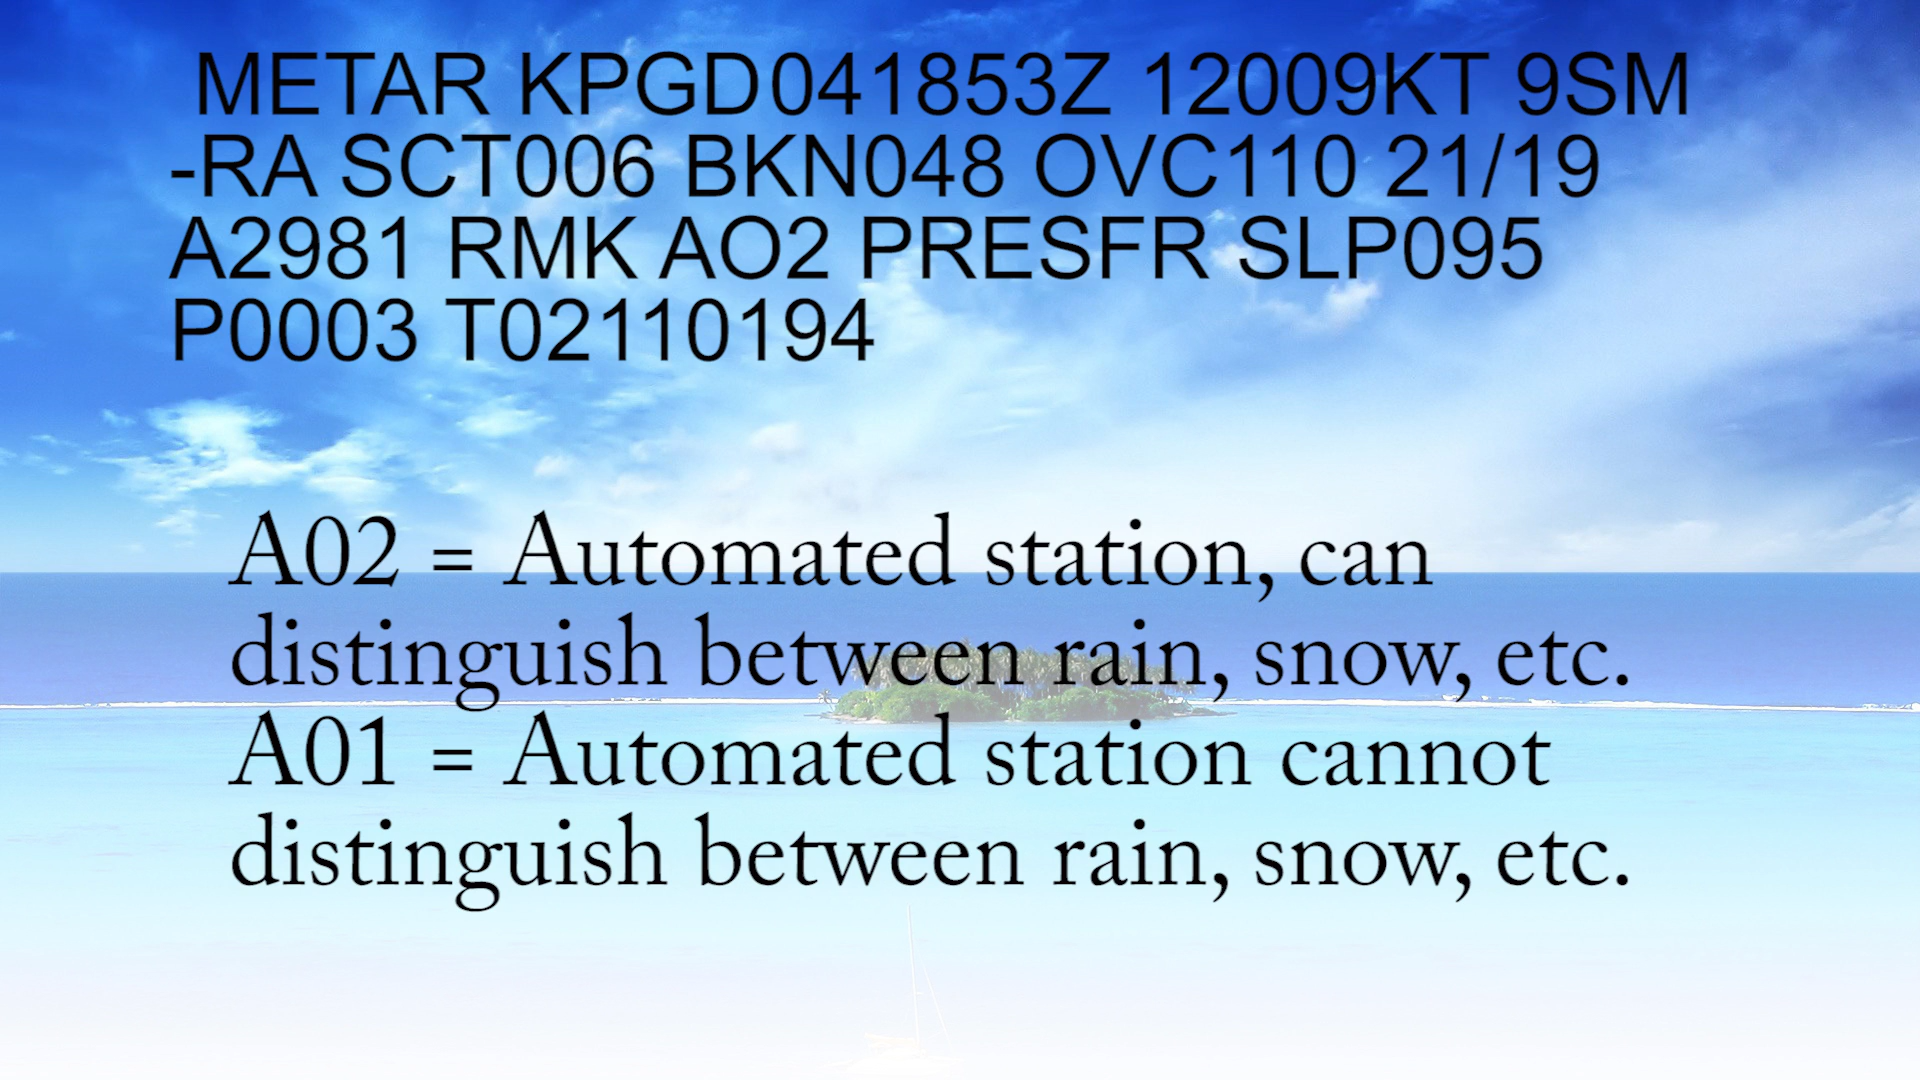 METAR KPGD041853Z 12009KT 9SM
-RA SCT006 BKN048 OVC110 21/19
A2981 RMK AO2 PRESFR SLP095
P0003 T02110194
A02 = Automated station, can
distinguish between rain, snow, etc.
A01 = Automated station cannot
distinguish between rain, snow, etc.